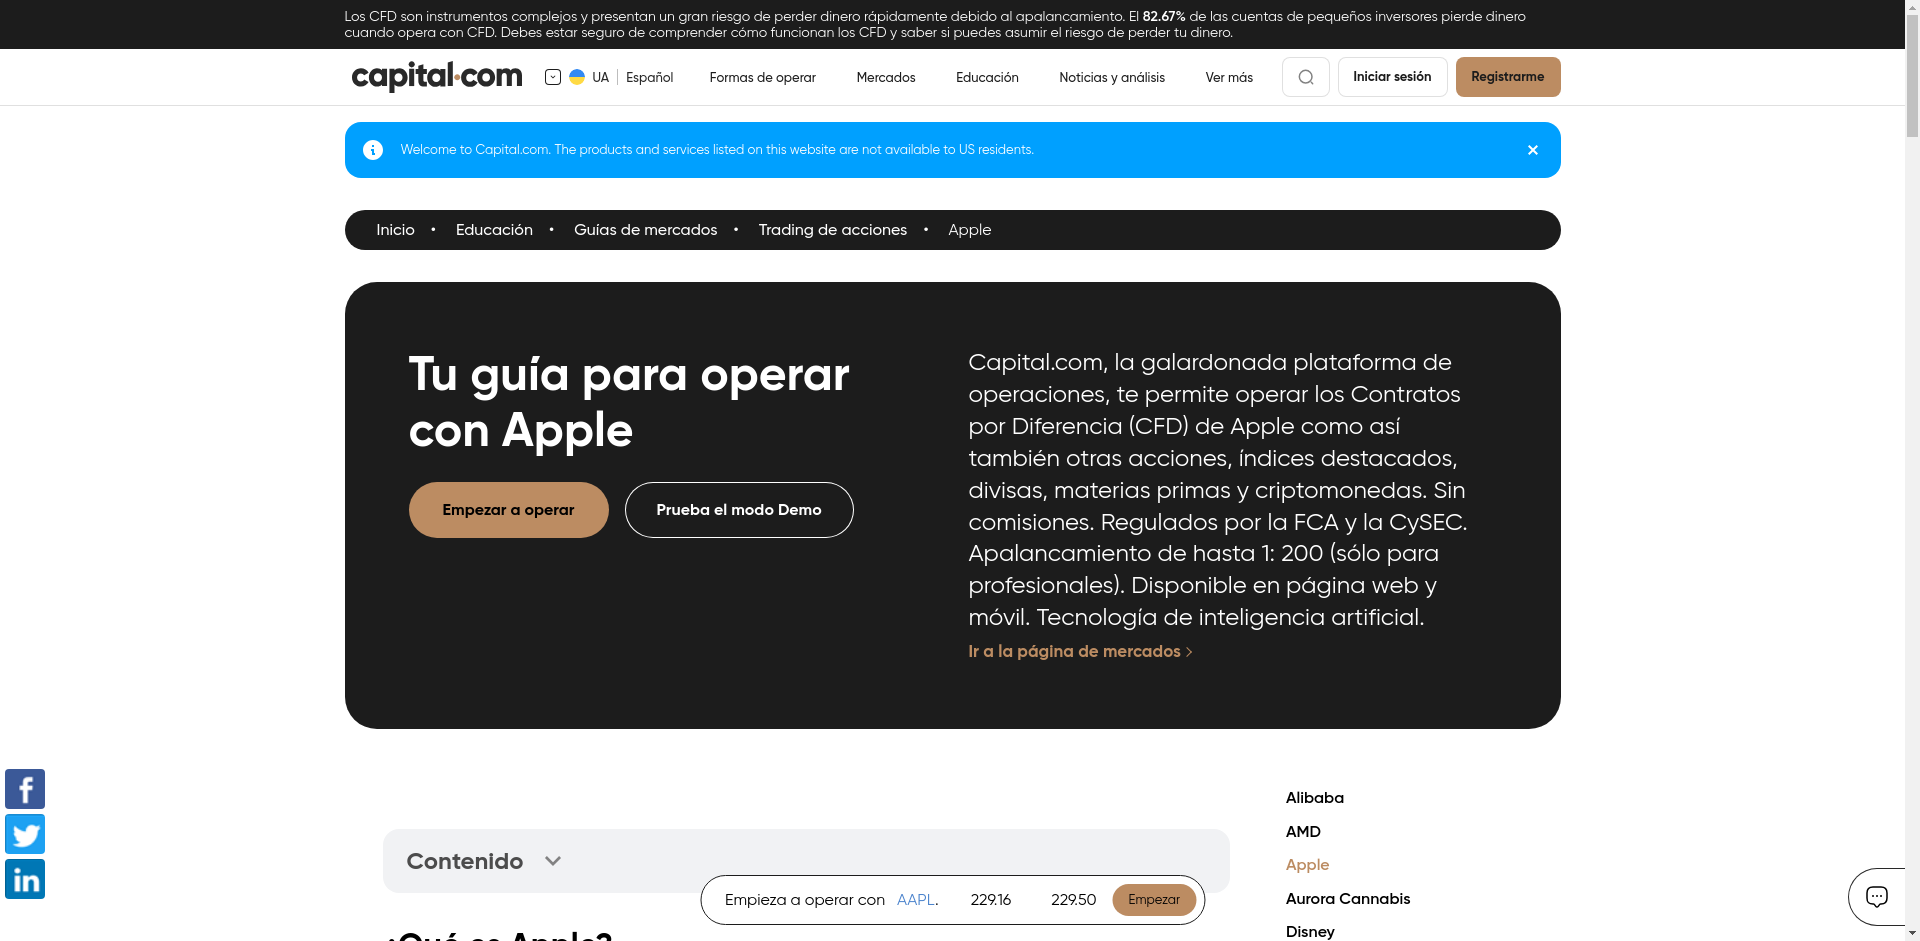 Los CFD son instrumentos complejos y presentan un gran riesgo de perder dinero rápidamente debido al apalancamiento. El 82.67% de las cuentas de pequeños inversores pierde dinero
cuando opera con CFD. Debes estar seguro de comprender cómo funcionan los CFD y saber si puedes asumir el riesgo de perder tu dinero.
capital.com UA Español Formas de operar Mercados Educación Noticias y análisis Ver más Iniciar sesión Registrarme
Welcome to Capital.com. The products and services listed on this website are not available to US residents.
Inicio • Educación • Guías de mercados • Trading de acciones • Apple
Tu guía para operar
con Apple
Empezar a operar Prueba el modo Demo
Capital.com, la galardonada plataforma de
operaciones, te permite operar los Contratos
por Diferencia (CFD) de Apple como así
también otras acciones, índices destacados,
divisas, materias primas y criptomonedas. Sin
comisiones. Regulados por la FCA y la CySEC.
Apalancamiento de hasta 1: 200 (sólo para
profesionales). Disponible en página web y
móvil. Tecnología de inteligencia artificial.
Ir a la página de mercados
Contenido
¿Qué es Apple?
Alibaba
AMD
Apple
Aurora Cannabis
Disney
Empieza a operar con AAPL. 229.16 229.50 Empezar